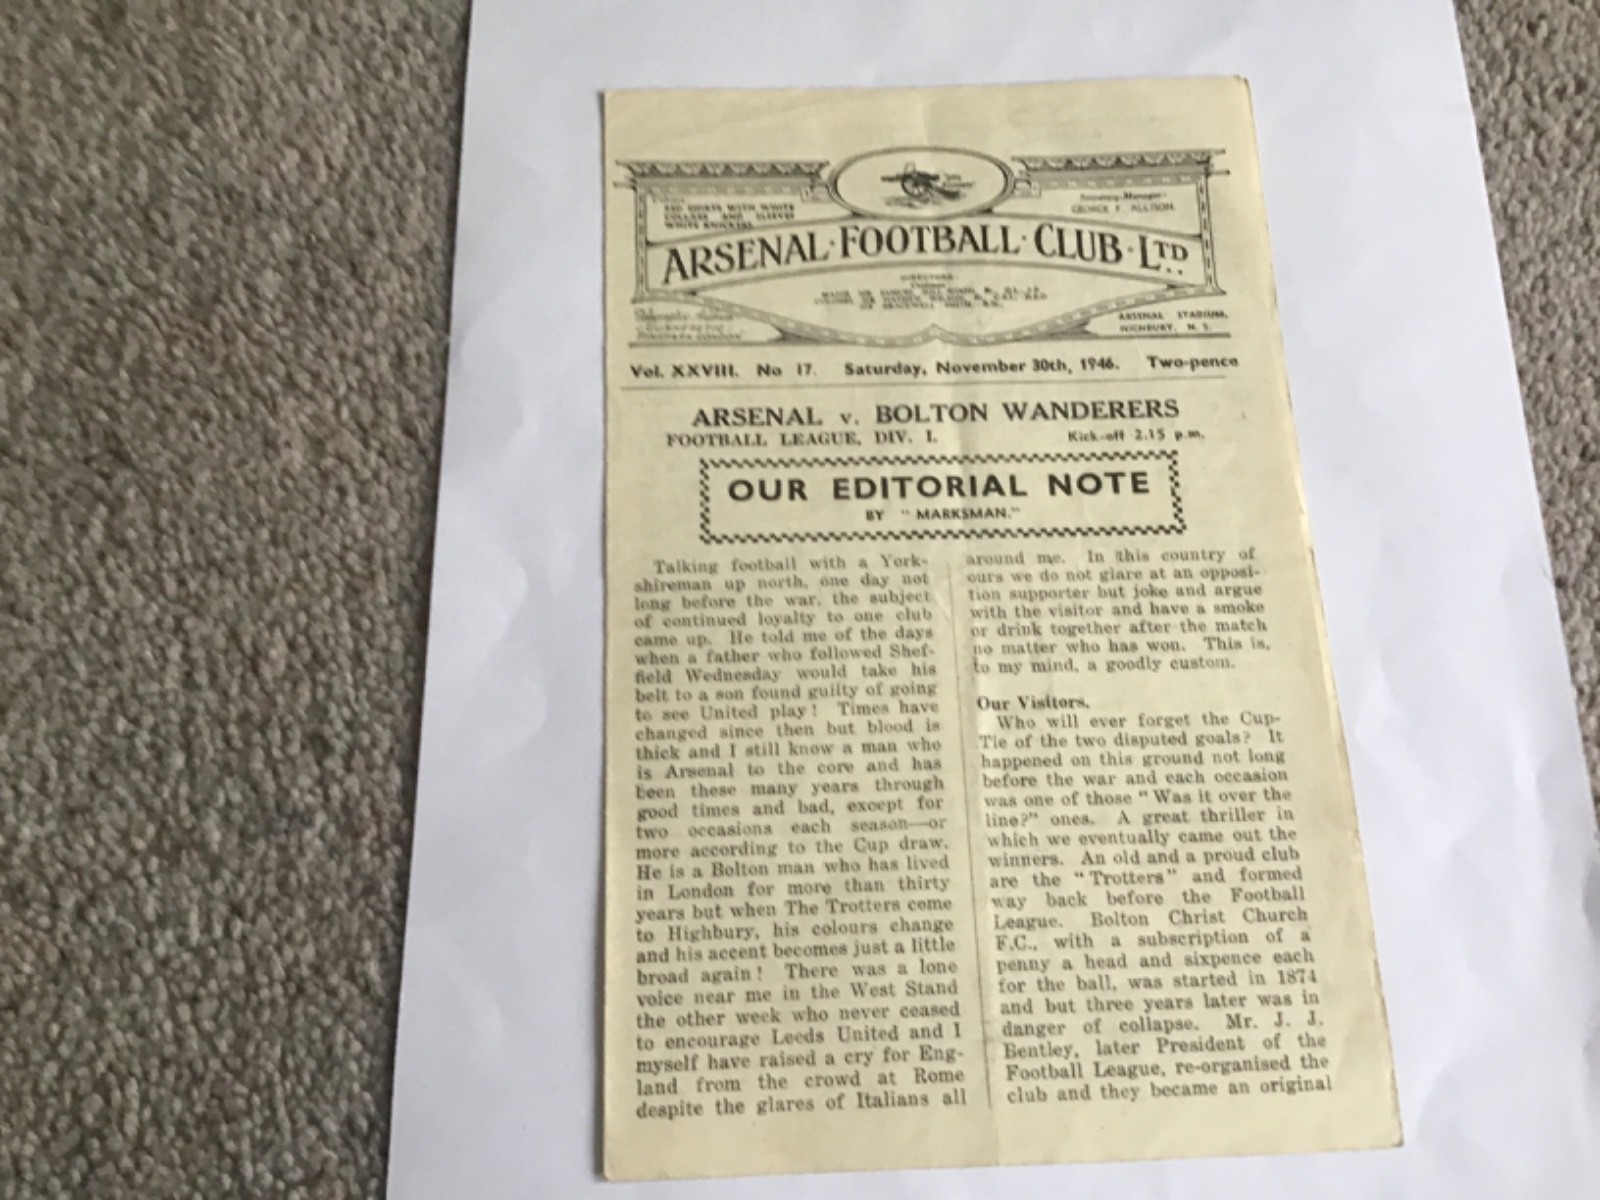 Colours:
RED SHIRTS WITH WHITE
COLLARS AND SLEEVES
WHITE KNICKERS
Secretary-Manager:
GEORGE F. ALLISON.
ARSENAL·FOOTBALL·CLUB·LTD
DIRECTORS:
ARSENAL STADIUM,
HIGHBURY, N. 5.
Vol. XXVIII. No 17. Saturday, November 30th, 1946. Two-pence
ARSENAL v. BOLTON WANDERERS
FOOTBALL LEAGUE, DIV. I. Kick-off 2.15 p.m.
OUR EDITORIAL NOTE
BY "MARKSMAN."
Talking football with a York-
shireman up north, one day not
long before the war, the subject
of continued loyalty to one club
came up. He told me of the days
when a father who followed Shef-
field Wednesday would take his
belt to a son found guilty of going
to see United play! Times have
changed since then but blood is
thick and I still know a man who
is Arsenal to the core and has
been these many years through
good times and bad, except for
two occasions each season—or
more according to the Cup draw.
He is a Bolton man who has lived
in London for more than thirty
years but when The Trotters come
to Highbury, his colours change
and his accent becomes just a little
broad again! There was a lone
voice near me in the West Stand
the other week who never ceased
to encourage Leeds United and I
myself have raised a cry for Eng-
land from the crowd at Rome
despite the glares of Italians all
around me. In this country of
ours we do not glare at an opposi-
tion supporter but joke and argue
with the visitor and have a smoke
or drink together after the match
no matter who has won. This is,
to my mind, a goodly custom.
Our Visitors.
Who will ever forget the Cup-
Tie of the two disputed goals? It
happened on this ground not long
before the war and each occasion
was one of those "Was it over the
line?" ones. A great thriller in
which we eventually came out the
winners. An old and a proud club
are the "Trotters" and formed
way back before the Football
League. Bolton Christ Church
F.C., with a subscription of a
penny a head and sixpence each
for the ball, was started in 1874
and but three years later was in
danger of collapse. Mr. J. J.
Bentley, later President of the
Football League, re-organised the
club and they became an original